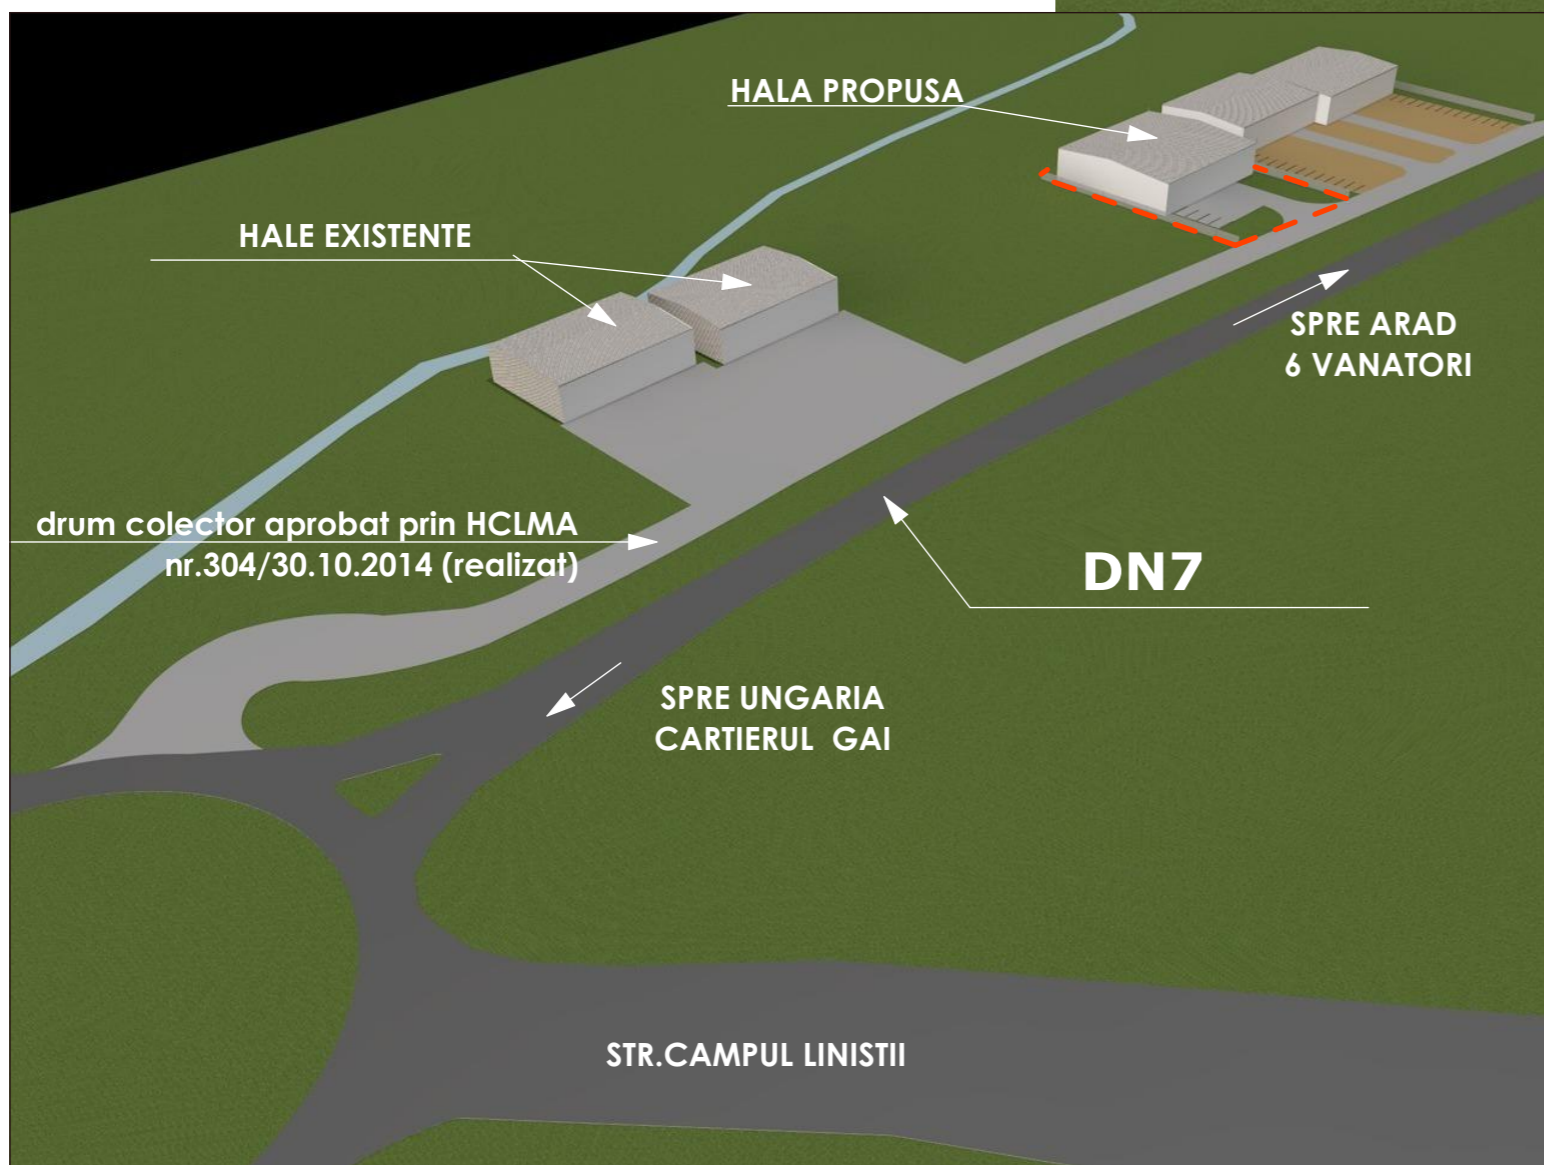 HALA PROPUSA
HALE EXISTENTE
SPRE ARAD
6 VANATORI
drum colector aprobat prin HCLMA
nr.304/30.10.2014 (realizat)
DN7
SPRE UNGARIA
CARTIERUL GAI
STR.CAMPUL LINISTII